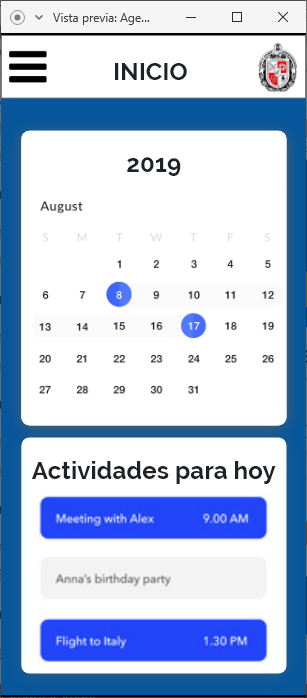 Vista previa: Age...
INICIO
2019
August
S M T W T F S
1 2 3 4 5
6 7 8 9 10 11 12
13 14 15 16 17 18 19
20 21 22 23 24 25 26
27 28 29 30 31
Actividades para hoy
Meeting with Alex 9.00 AM
Anna's birthday party
Flight to Italy 1.30 PM